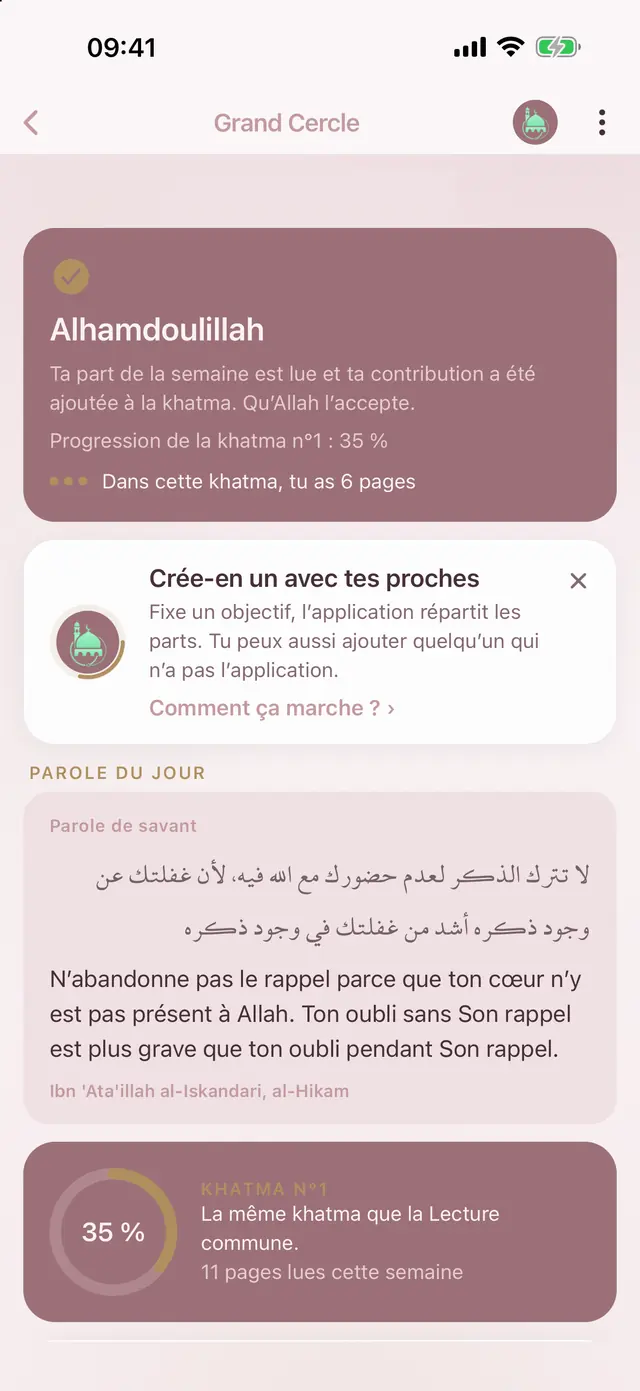 09:41
Grand Cercle
Alhamdoulillah
Ta part de la semaine est lue et ta contribution a été
ajoutée à la khatma. Qu’Allah l’accepte.
Progression de la khatma n°1 : 35 %
Dans cette khatma, tu as 6 pages
Crée-en un avec tes proches
Fixe un objectif, l’application répartit les
parts. Tu peux aussi ajouter quelqu’un qui
n’a pas l’application.
Comment ça marche ? ›
PAROLE DU JOUR
Parole de savant
لا تترك الذكر لعدم حضورك مع الله فيه، لأن غفلتك عن
وجود ذكره أشد من غفلتك في وجود ذكره
N’abandonne pas le rappel parce que ton cœur n’y
est pas présent à Allah. Ton oubli sans Son rappel
est plus grave que ton oubli pendant Son rappel.
Ibn 'Ata'illah al-Iskandari, al-Hikam
35 %
KHATMA N°1
La même khatma que la Lecture
commune.
11 pages lues cette semaine